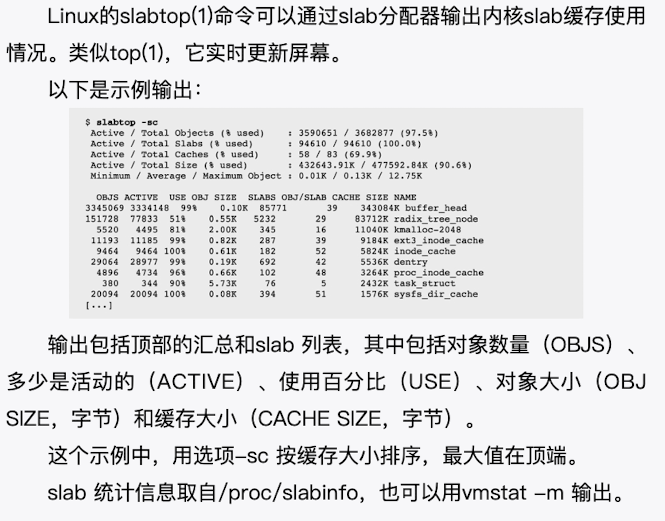 Linux的slabtop(1)命令可以通过slab分配器输出内核slab缓存使用
情况。类似top(1)，它实时更新屏幕。
以下是示例输出：
$ slabtop -sc
Active / Total Objects (% used) : 3590651 / 3682877 (97.5%)
Active / Total Slabs (% used) : 94610 / 94610 (100.0%)
Active / Total Caches (% used) : 58 / 83 (69.9%)
Active / Total Size (% used) : 432643.91K / 477592.84K (90.6%)
Minimum / Average / Maximum Object : 0.01K / 0.13K / 12.75K
OBJS ACTIVE USE OBJ SIZE SLABS OBJ/SLAB CACHE SIZE NAME
3345069 3334148 99% 0.10K 85771 39 343084K buffer_head
151728 77833 51% 0.55K 5232 29 83712K radix_tree_node
5520 4495 81% 2.00K 345 16 11040K kmalloc-2048
11193 11185 99% 0.82K 287 39 9184K ext3_inode_cache
9464 9464 100% 0.61K 182 52 5824K inode_cache
29064 28977 99% 0.19K 692 42 5536K dentry
4896 4734 96% 0.66K 102 48 3264K proc_inode_cache
380 344 90% 5.73K 76 5 2432K task_struct
20094 20094 100% 0.08K 394 51 1576K sysfs_dir_cache
[...]
输出包括顶部的汇总和slab 列表，其中包括对象数量（OBJS）、
多少是活动的（ACTIVE）、使用百分比（USE）、对象大小（OBJ
SIZE，字节）和缓存大小（CACHE SIZE，字节）。
这个示例中，用选项–sc 按缓存大小排序，最大值在顶端。
slab 统计信息取自/proc/slabinfo，也可以用vmstat –m 输出。